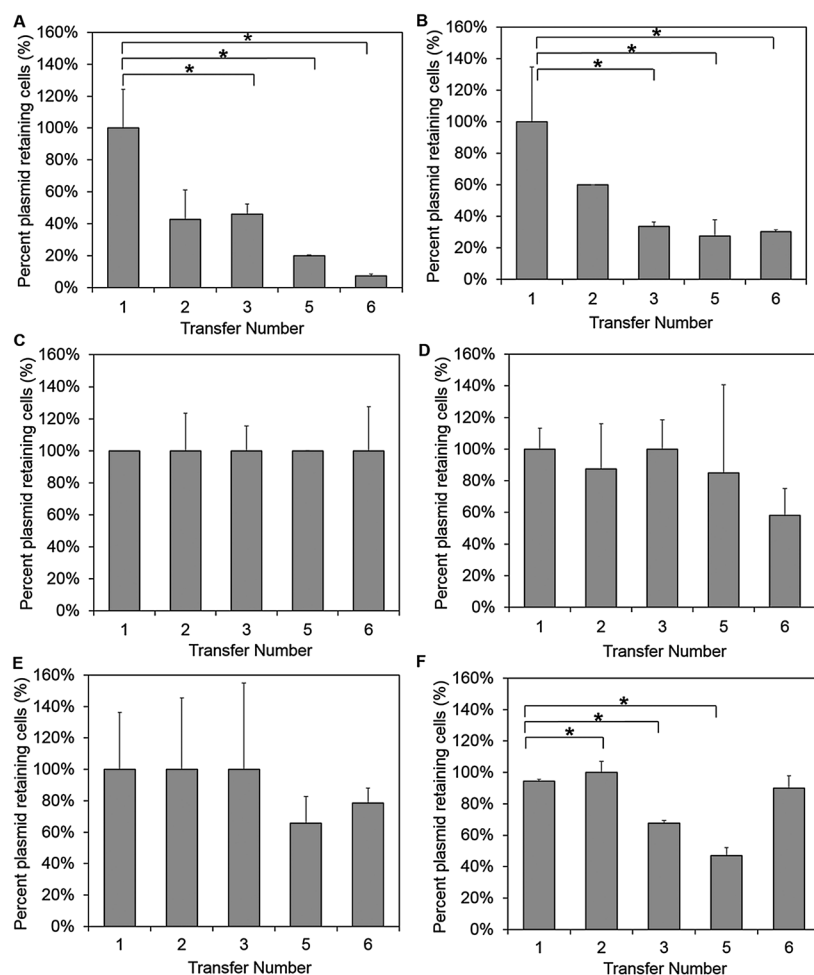 A
Percent plasmid retaining cells (%)
160%
140%
120%
100%
80%
60%
40%
20%
0%
*
*
*
1 2 3 5 6
Transfer Number
B
Percent plasmid retaining cells (%)
160%
140%
120%
100%
80%
60%
40%
20%
0%
*
*
*
1 2 3 5 6
Transfer Number
C
Percent plasmid retaining cells (%)
160%
140%
120%
100%
80%
60%
40%
20%
0%
1 2 3 5 6
Transfer Number
D
Percent plasmid retaining cells (%)
160%
140%
120%
100%
80%
60%
40%
20%
0%
1 2 3 5 6
Transfer Number
E
Percent plasmid retaining cells (%)
160%
140%
120%
100%
80%
60%
40%
20%
0%
1 2 3 5 6
Transfer Number
F
Percent plasmid retaining cells (%)
160%
140%
120%
100%
80%
60%
40%
20%
0%
*
*
*
1 2 3 5 6
Transfer Number